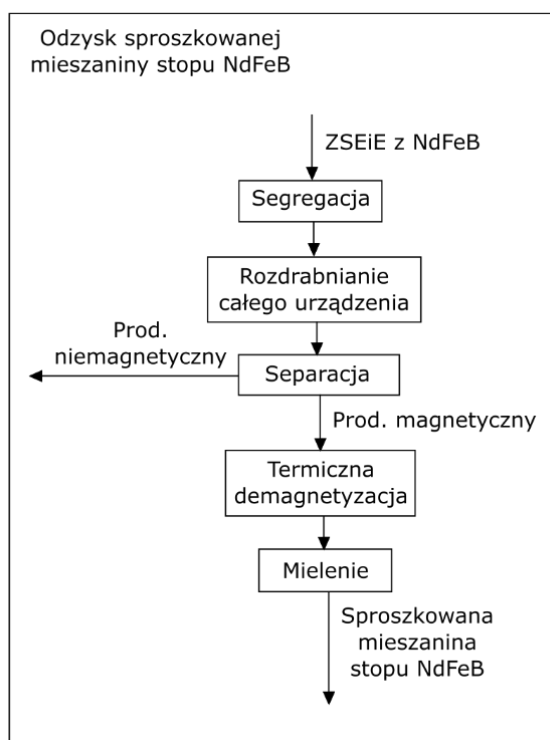 Odzysk sproszkowanej
mieszaniny stopu NdFeB
ZSEiE z NdFeB
Segregacja
Rozdrabnianie
całego urządzenia
Prod.
niemagnetyczny
Separacja
Prod. magnetyczny
Termiczna
demagnetyzacja
Mielenie
Sproszkowana
mieszanina
stopu NdFeB